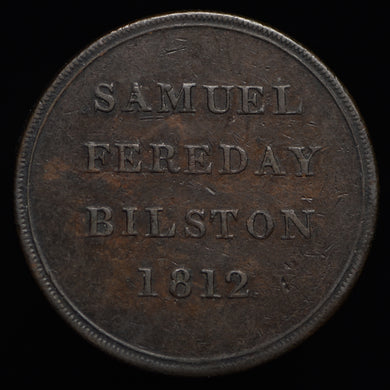 SAMUEL
FEREDAY
BILSTON
1812